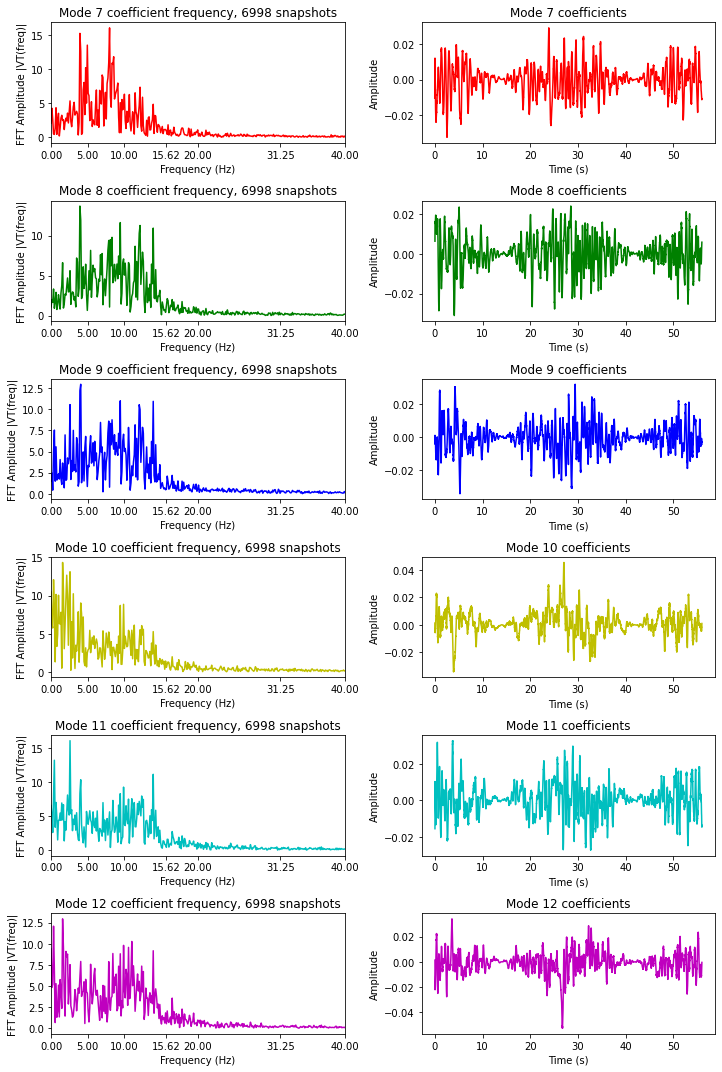 Mode 7 coefficient frequency, 6998 snapshots
FFT Amplitude |VT(freq)|
15
10
5
0
0.00 5.00 10.00 15.62 20.00 31.25 40.00
Frequency (Hz)
Mode 7 coefficients
Amplitude
0.02
0.00
−0.02
0 10 20 30 40 50
Time (s)
Mode 8 coefficient frequency, 6998 snapshots
FFT Amplitude |VT(freq)|
10
5
0
0.00 5.00 10.00 15.62 20.00 31.25 40.00
Frequency (Hz)
Mode 8 coefficients
Amplitude
0.02
0.00
−0.02
0 10 20 30 40 50
Time (s)
Mode 9 coefficient frequency, 6998 snapshots
FFT Amplitude |VT(freq)|
12.5
10.0
7.5
5.0
2.5
0.0
0.00 5.00 10.00 15.62 20.00 31.25 40.00
Frequency (Hz)
Mode 9 coefficients
Amplitude
0.02
0.00
−0.02
0 10 20 30 40 50
Time (s)
Mode 10 coefficient frequency, 6998 snapshots
FFT Amplitude |VT(freq)|
15
10
5
0
0.00 5.00 10.00 15.62 20.00 31.25 40.00
Frequency (Hz)
Mode 10 coefficients
Amplitude
0.04
0.02
0.00
−0.02
0 10 20 30 40 50
Time (s)
Mode 11 coefficient frequency, 6998 snapshots
FFT Amplitude |VT(freq)|
15
10
5
0
0.00 5.00 10.00 15.62 20.00 31.25 40.00
Frequency (Hz)
Mode 11 coefficients
Amplitude
0.02
0.00
−0.02
0 10 20 30 40 50
Time (s)
Mode 12 coefficient frequency, 6998 snapshots
FFT Amplitude |VT(freq)|
12.5
10.0
7.5
5.0
2.5
0.0
0.00 5.00 10.00 15.62 20.00 31.25 40.00
Frequency (Hz)
Mode 12 coefficients
Amplitude
0.02
0.00
−0.02
−0.04
0 10 20 30 40 50
Time (s)